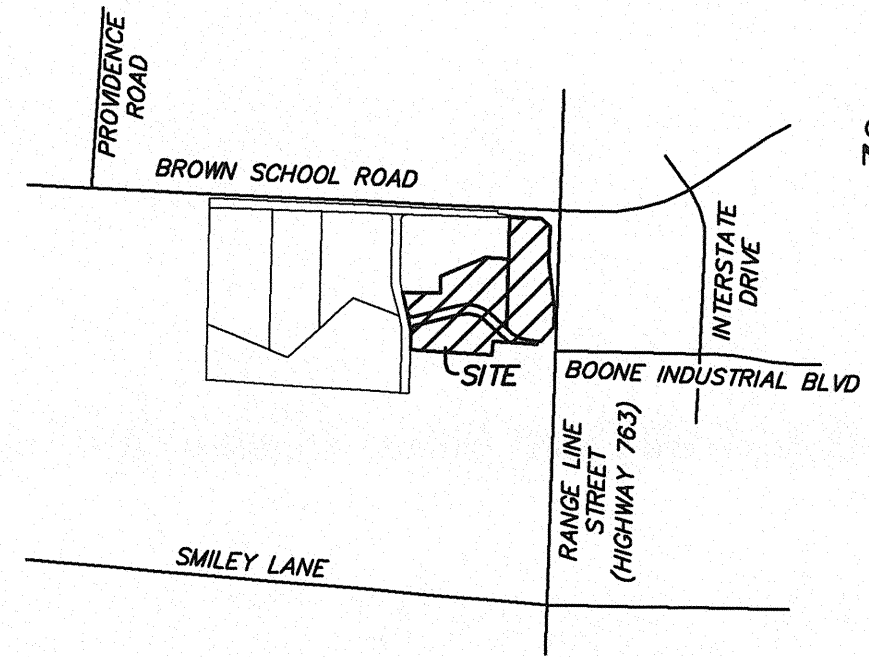 PROVIDENCE
ROAD
BROWN SCHOOL ROAD
INTERSTATE
DRIVE
SITE
BOONE INDUSTRIAL BLVD
RANGE LINE
STREET
(HIGHWAY 763)
SMILEY LANE